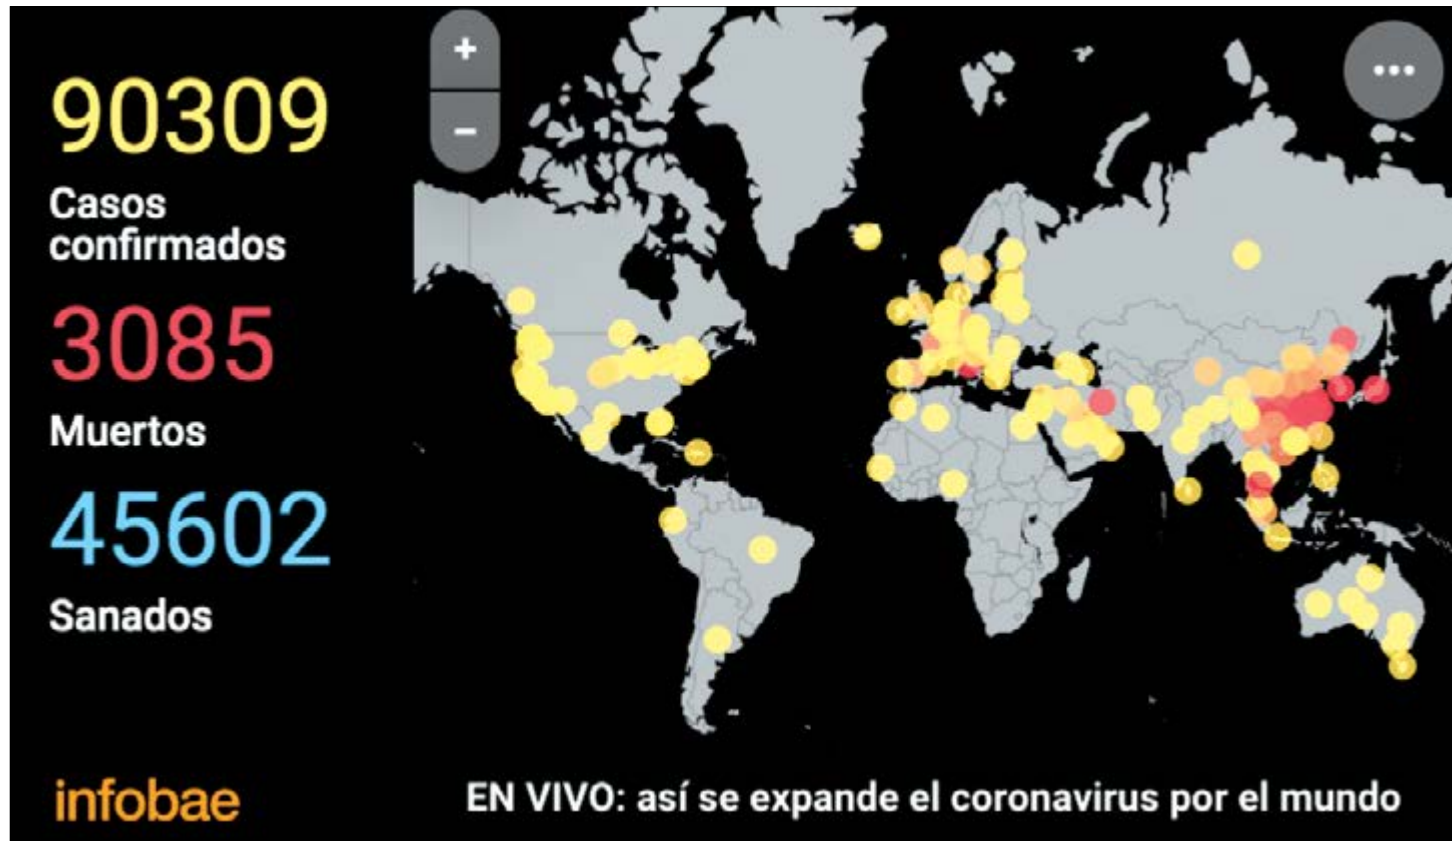 90309
Casos
confirmados
3085
Muertos
45602
Sanados
+
-
•••
infobae
EN VIVO: así se expande el coronavirus por el mundo